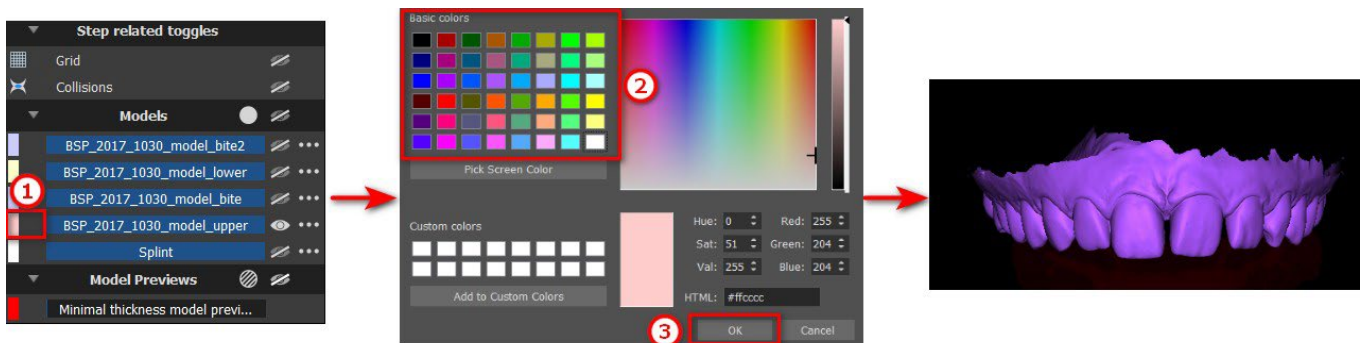 Step related toggles
Grid
Collisions
Models
BSP_2017_1030_model_bite2
BSP_2017_1030_model_lower
1
BSP_2017_1030_model_bite
BSP_2017_1030_model_upper
Splint
Model Previews
Minimal thickness model previ...
Basic colors
2
Pick Screen Color
Custom colors
Add to Custom Colors
Hue: 0 Red: 255
Sat: 51 Green: 204
Val: 255 Blue: 204
HTML: #ffcccc
3
OK Cancel